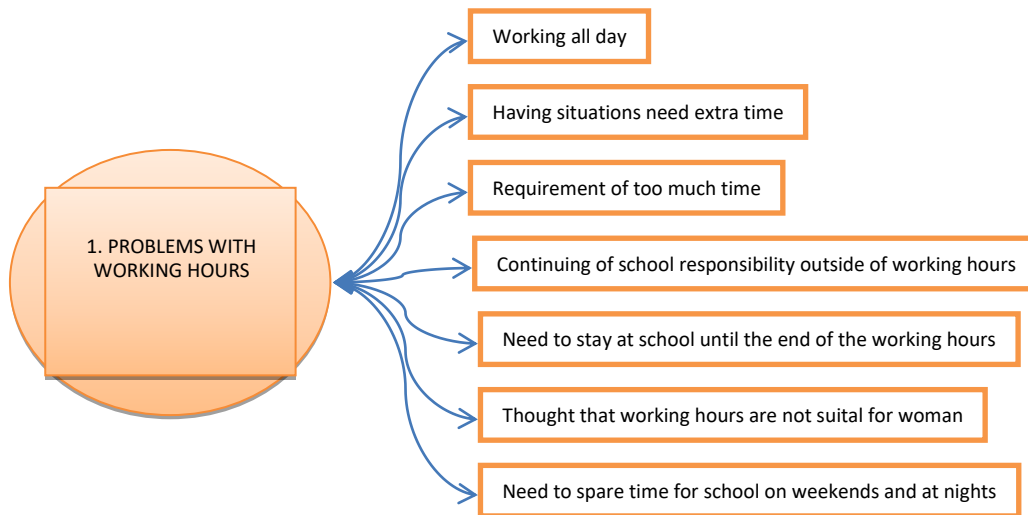 Working all day
Having situations need extra time
Requirement of too much time
1. PROBLEMS WITH
WORKING HOURS
Continuing of school responsibility outside of working hours
Need to stay at school until the end of the working hours
Thought that working hours are not suital for woman
Need to spare time for school on weekends and at nights